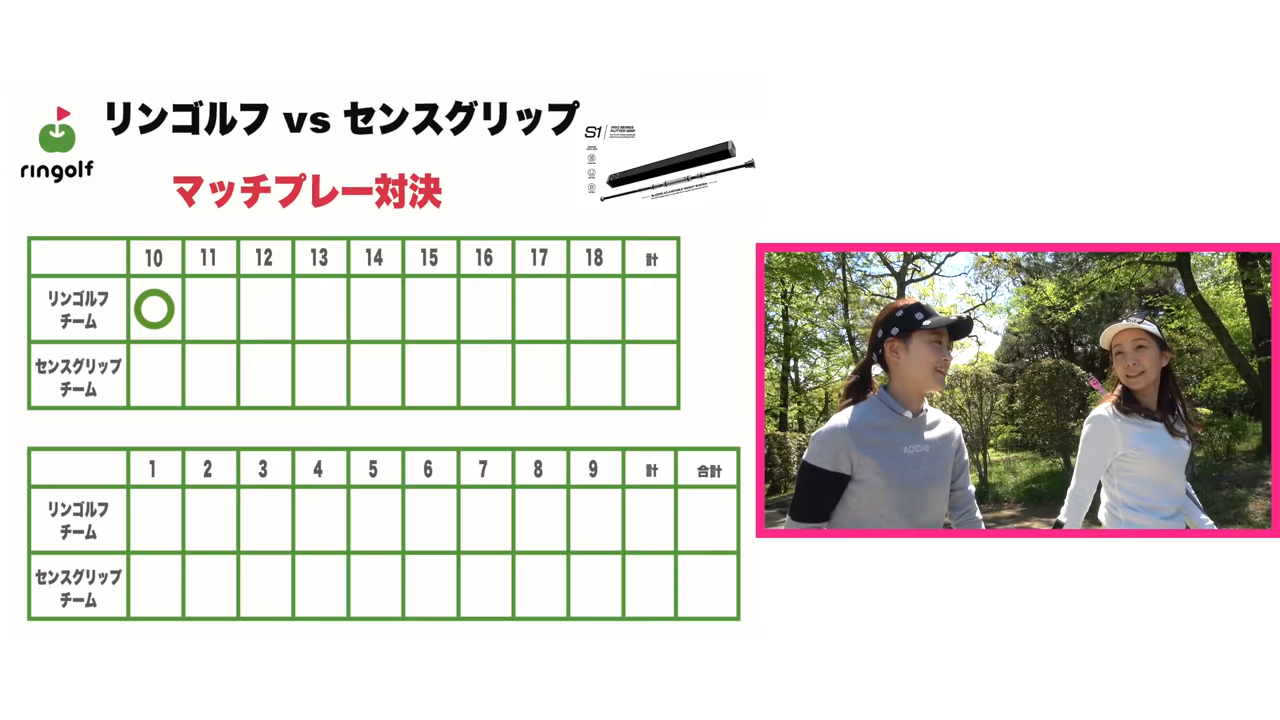 リンゴルフ vs センスグリップ
ringolf
マッチプレー対決
S1 PRO SERIES
PUTTER GRIP
10 11 12 13 14 15 16 17 18 計
リンゴルフ
チーム
センスグリップ
チーム
1 2 3 4 5 6 7 8 9 計 合計
リンゴルフ
チーム
センスグリップ
チーム
ADIDAS